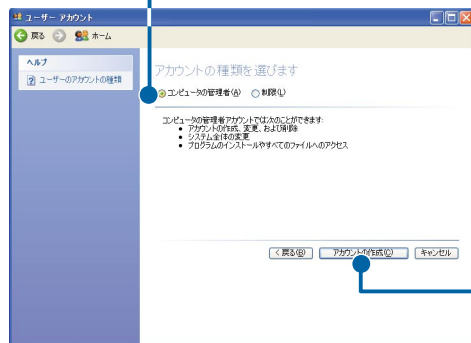 ユーザー アカウント
戻る ホーム
ヘルプ
ユーザーのアカウントの種類
アカウントの種類を選びます
コンピュータの管理者(A) 制限(L)
コンピュータの管理者アカウントでは次のことができます:
• アカウントの作成、変更、および削除
• システム全体の変更
• プログラムのインストールやすべてのファイルへのアクセス
< 戻る(B) アカウントの作成(C) キャンセル